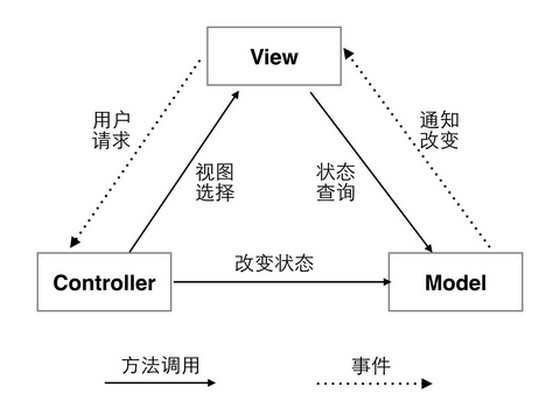 View
用户
请求
通知
改变
视图
选择
状态
查询
改变状态
Controller
Model
方法调用
事件